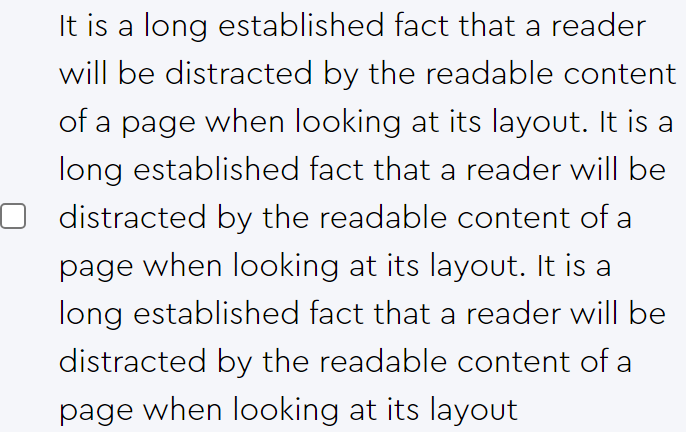 It is a long established fact that a reader
will be distracted by the readable content
of a page when looking at its layout. It is a
long established fact that a reader will be
distracted by the readable content of a
page when looking at its layout. It is a
long established fact that a reader will be
distracted by the readable content of a
page when looking at its layout